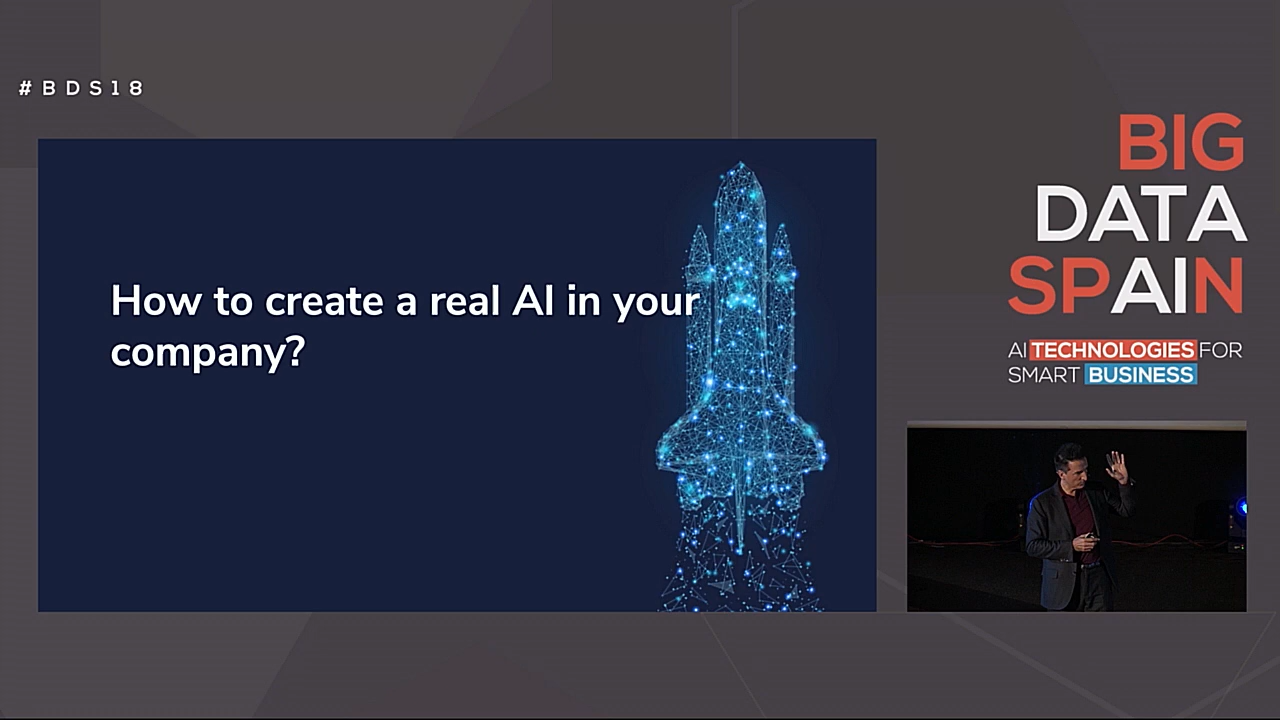 #BDS18
How to create a real AI in your
company?
BIG
DATA
SPAIN
AI TECHNOLOGIES FOR
SMART BUSINESS